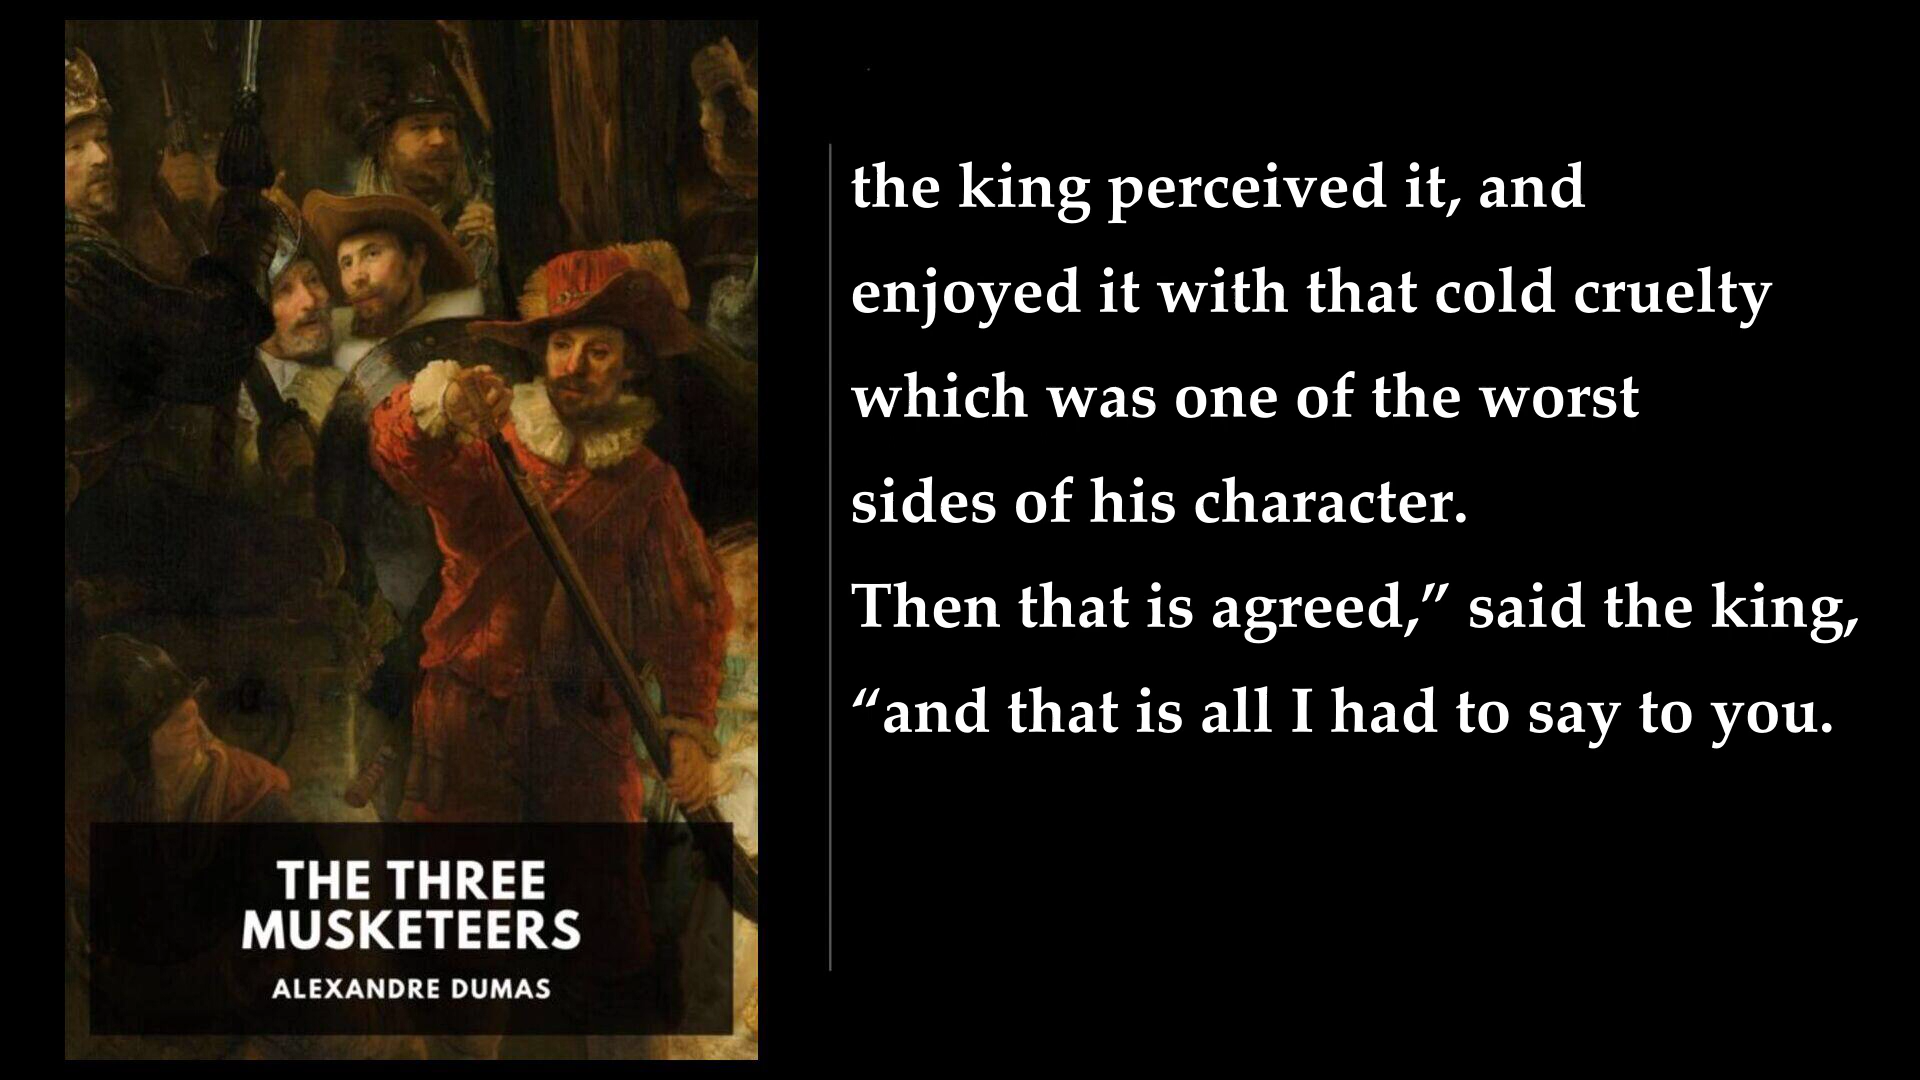 the king perceived it, and
enjoyed it with that cold cruelty
which was one of the worst
sides of his character.
Then that is agreed,” said the king,
“and that is all I had to say to you.
THE THREE
MUSKETEERS
ALEXANDRE DUMAS